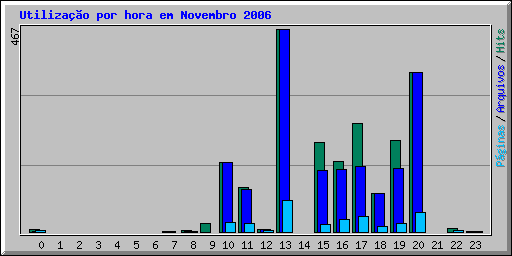 Utilização por hora em Novembro 2006
467
0 1 2 3 4 5 6 7 8 9 10 11 12 13 14 15 16 17 18 19 20 21 22 23
Páginas / Arquivos / Hits